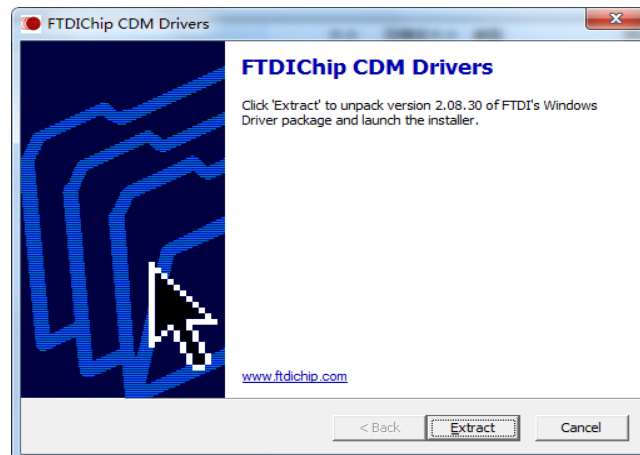 FTDIChip CDM Drivers
FTDIChip CDM Drivers
Click 'Extract' to unpack version 2.08.30 of FTDI's Windows
Driver package and launch the installer.
www.ftdichip.com
< Back
Extract
Cancel